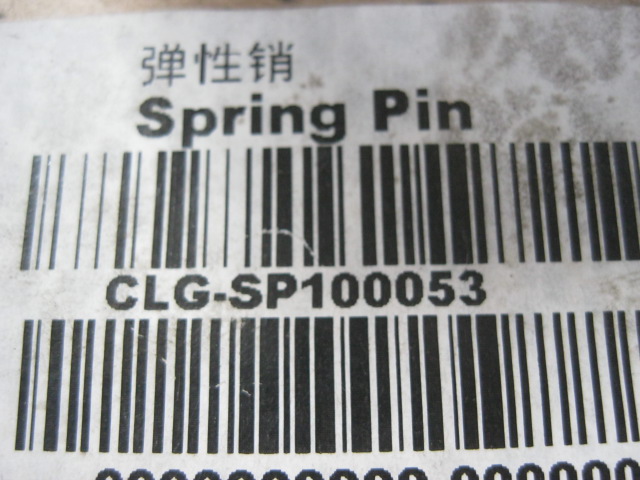 弹性销
Spring Pin
CLG-SP100053